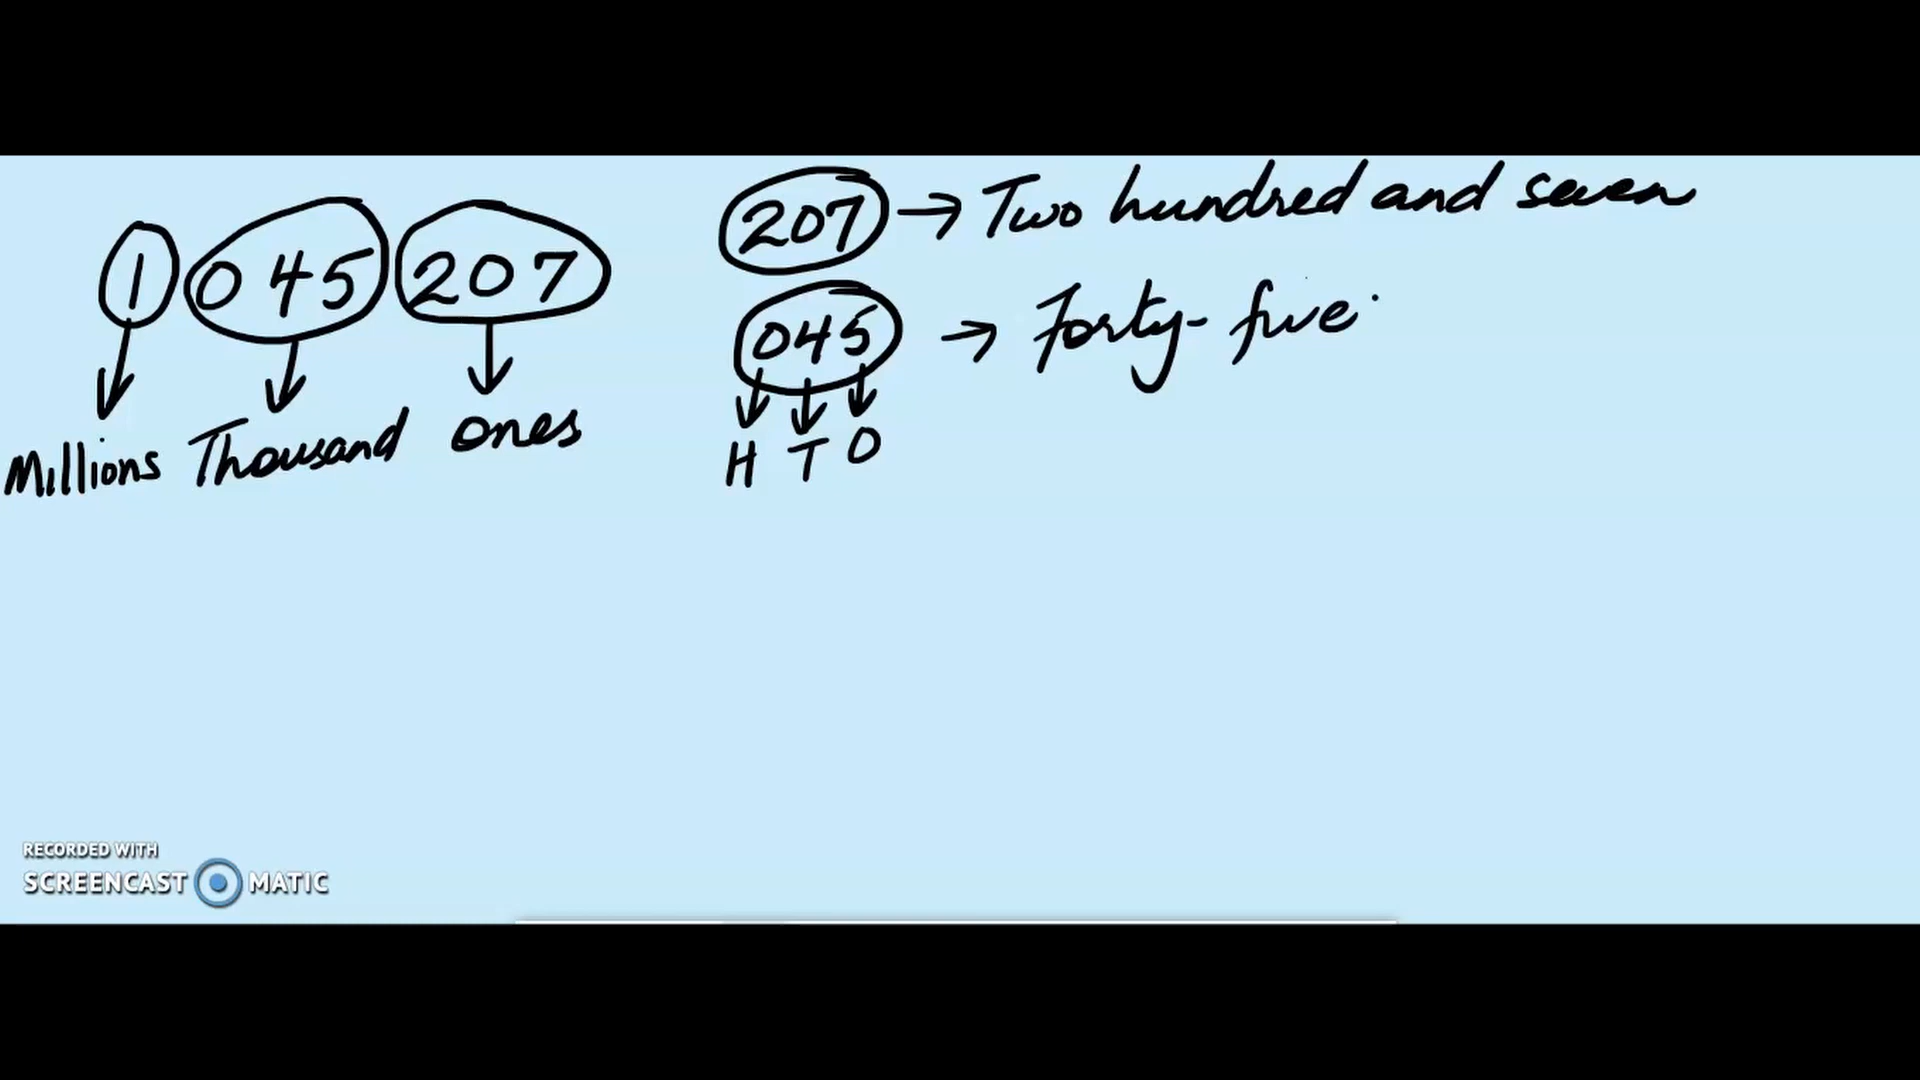 1 045 207
Millions Thousand ones
207 → Two hundred and seven
045 → Forty-five
H T O
RECORDED WITH
SCREENCAST MATIC